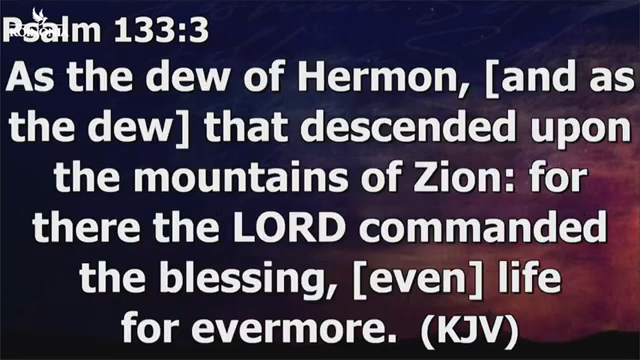 Psalm 133:3
As the dew of Hermon, [and as
the dew] that descended upon
the mountains of Zion: for
there the LORD commanded
the blessing, [even] life
for evermore. (KJV)